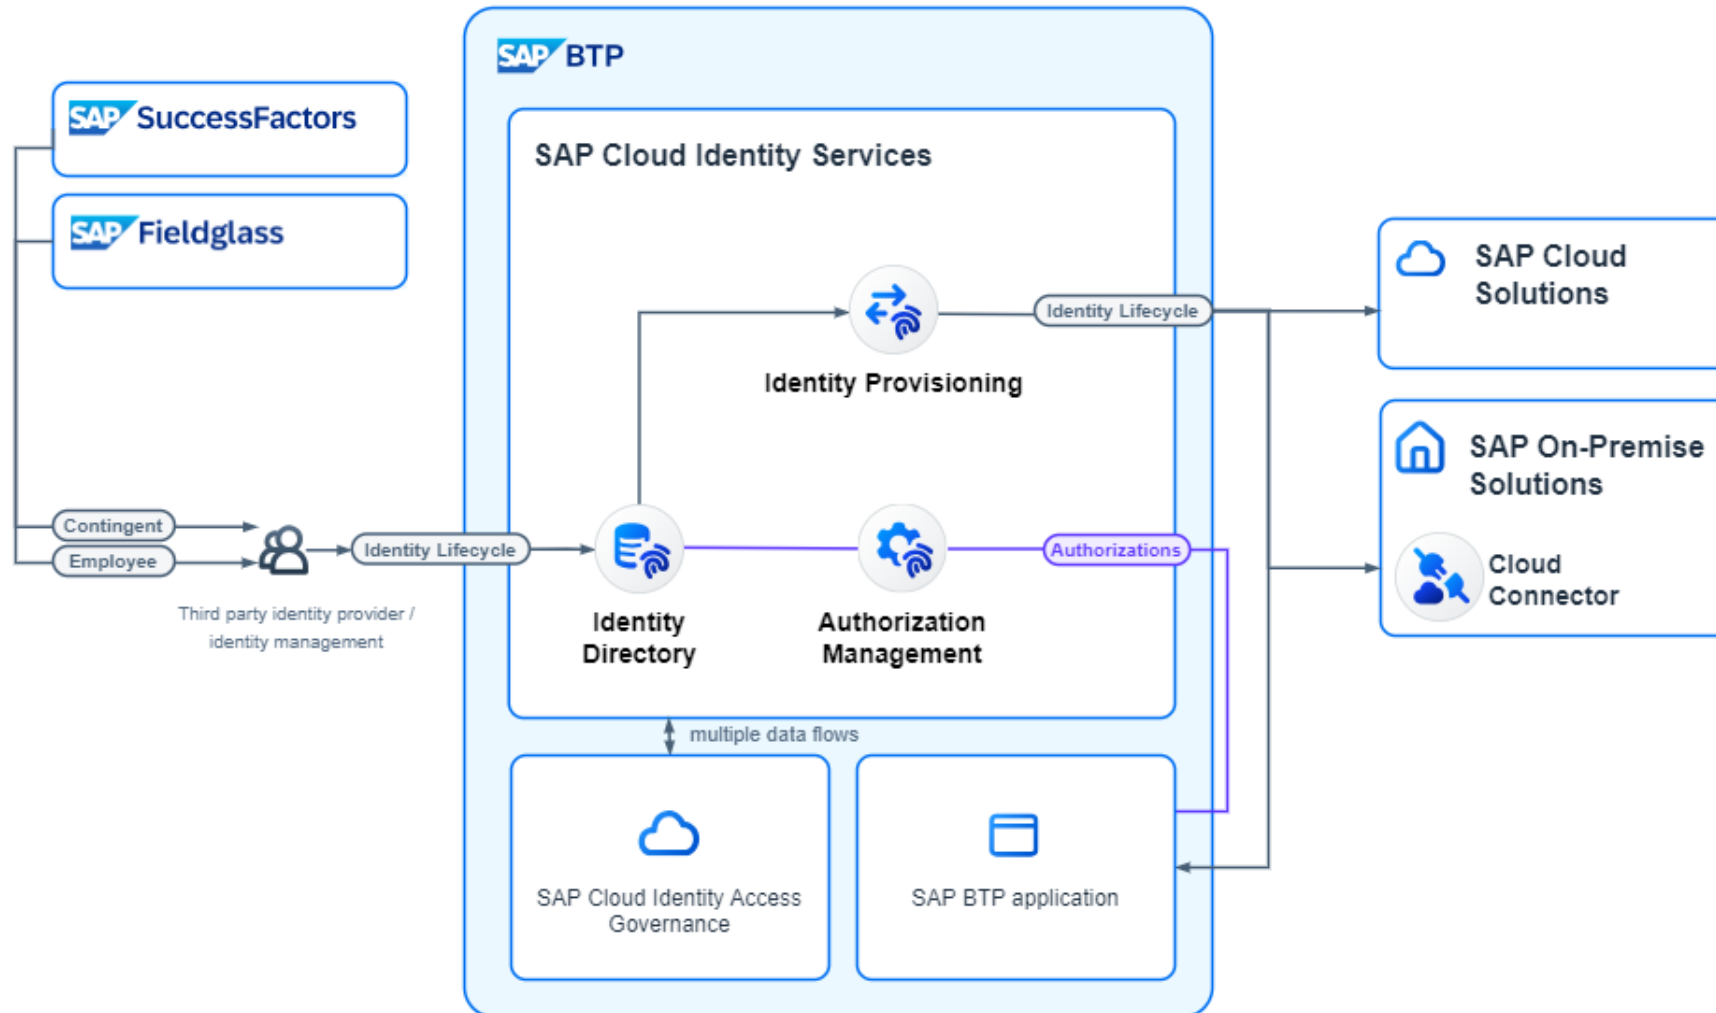 SAP BTP
SAP SuccessFactors
SAP Cloud Identity Services
SAP Fieldglass
SAP Cloud
Solutions
Identity Lifecycle
Identity Provisioning
SAP On-Premise
Solutions
Contingent
Employee
Identity Lifecycle
Authorizations
Cloud
Connector
Third party identity provider /
identity management
Identity
Directory
Authorization
Management
multiple data flows
SAP Cloud Identity Access
Governance
SAP BTP application